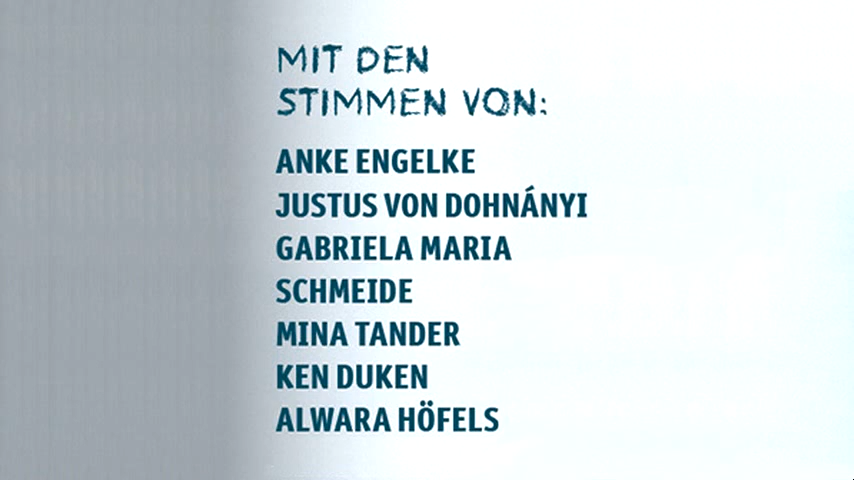 MIT DEN
STIMMEN VON:
ANKE ENGELKE
JUSTUS VON DOHNÁNYI
GABRIELA MARIA
SCHMEIDE
MINA TANDER
KEN DUKEN
ALWARA HÖFELS